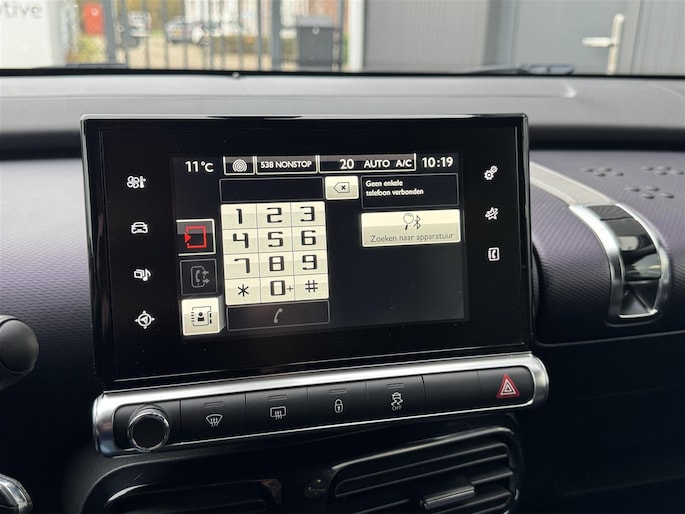 tive
11°C 538 NONSTOP 20 AUTO A/C 10:19
Geen enkele
telefoon verbonden
1 2 3
4 5 6
7 8 9
* 0+ #
Zoeken naar apparatuur
OFF